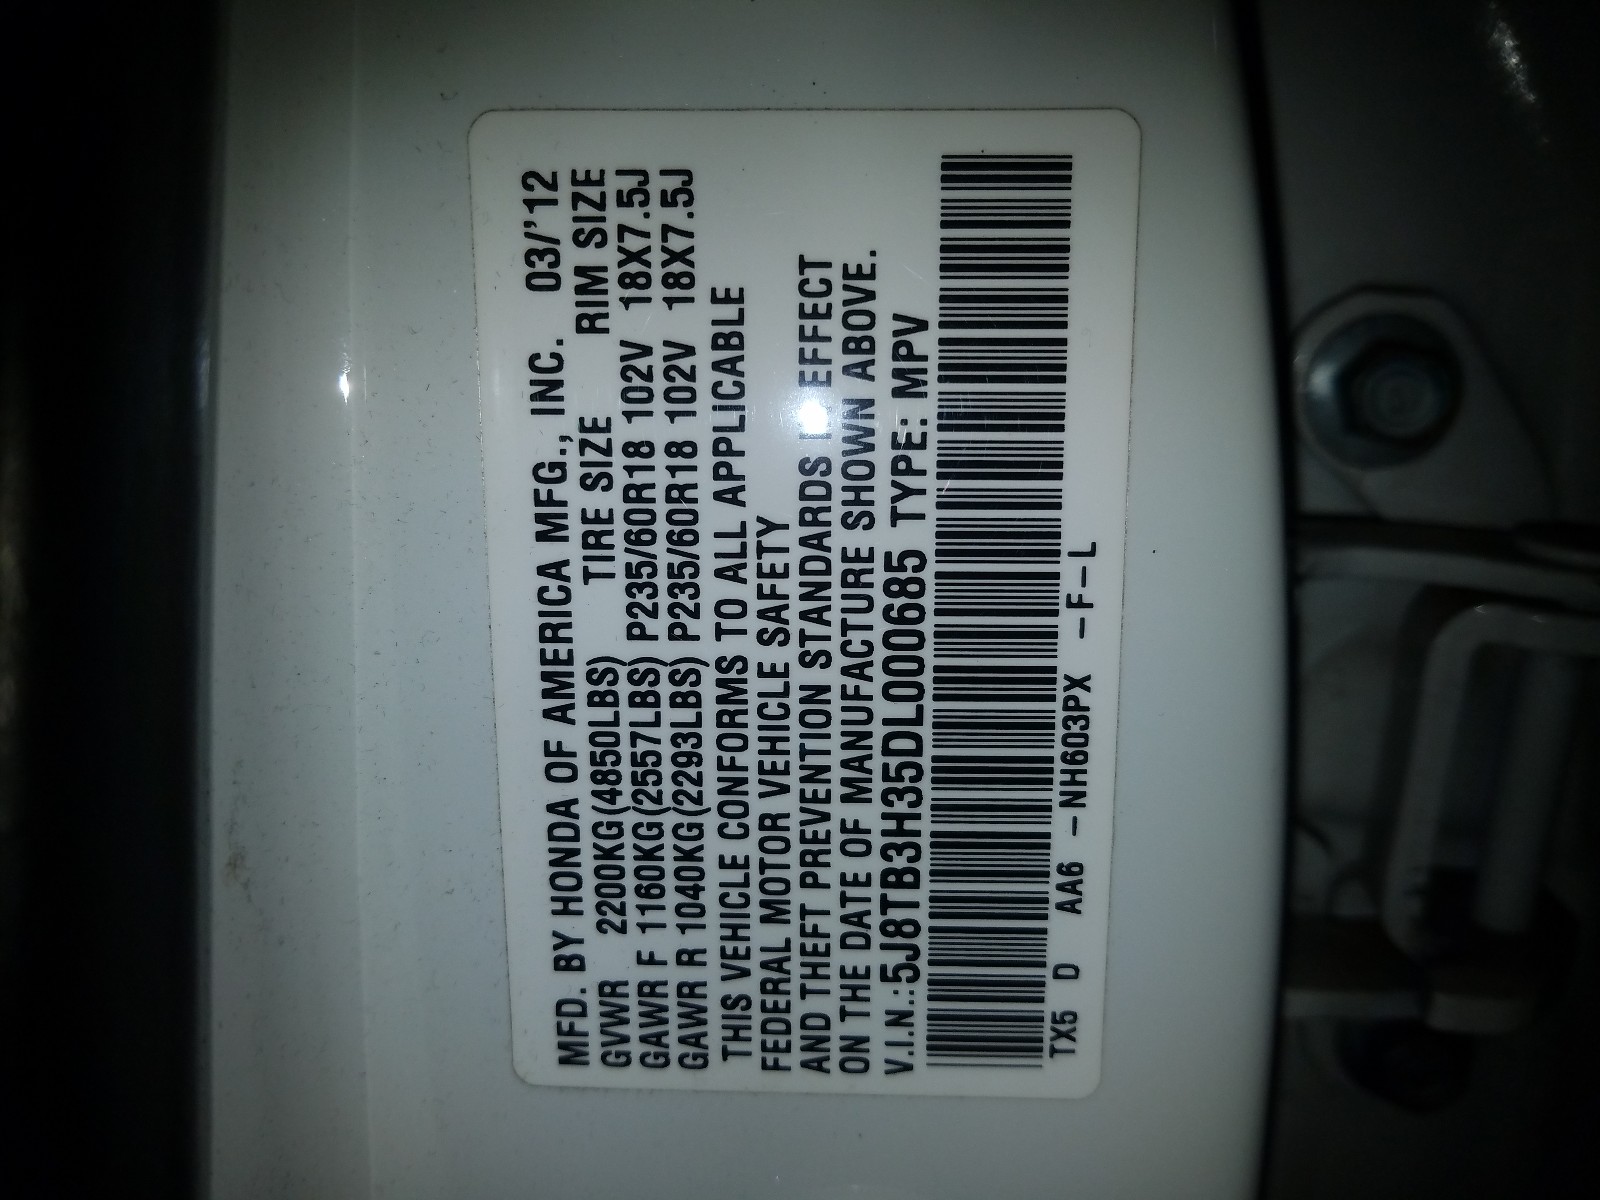 MFD. BY HONDA OF AMERICA MFG., INC. 03/'12
TIRE SIZE RIM SIZE
GVWR 2200KG(4850LBS)
GAWR F 1160KG(2557LBS) P235/60R18 102V 18X7.5J
GAWR R 1040KG(2293LBS) P235/60R18 102V 18X7.5J
THIS VEHICLE CONFORMS TO ALL APPLICABLE
FEDERAL MOTOR VEHICLE SAFETY
AND THEFT PREVENTION STANDARDS IN EFFECT
ON THE DATE OF MANUFACTURE SHOWN ABOVE.
V.I.N.:5J8TB3H35DL000685 TYPE: MPV
TX5 D AA6 -NH603PX -F-L